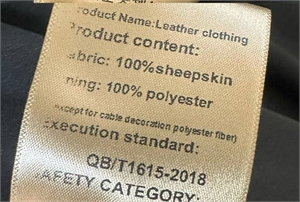 roduct Name:Leather clothing
Product content:
abric: 100%sheepskin
ning: 100% polyester
except for cable decoration polyester fiber)
xecution standard:
QB/T1615-2018
AFETY CATEGORY: